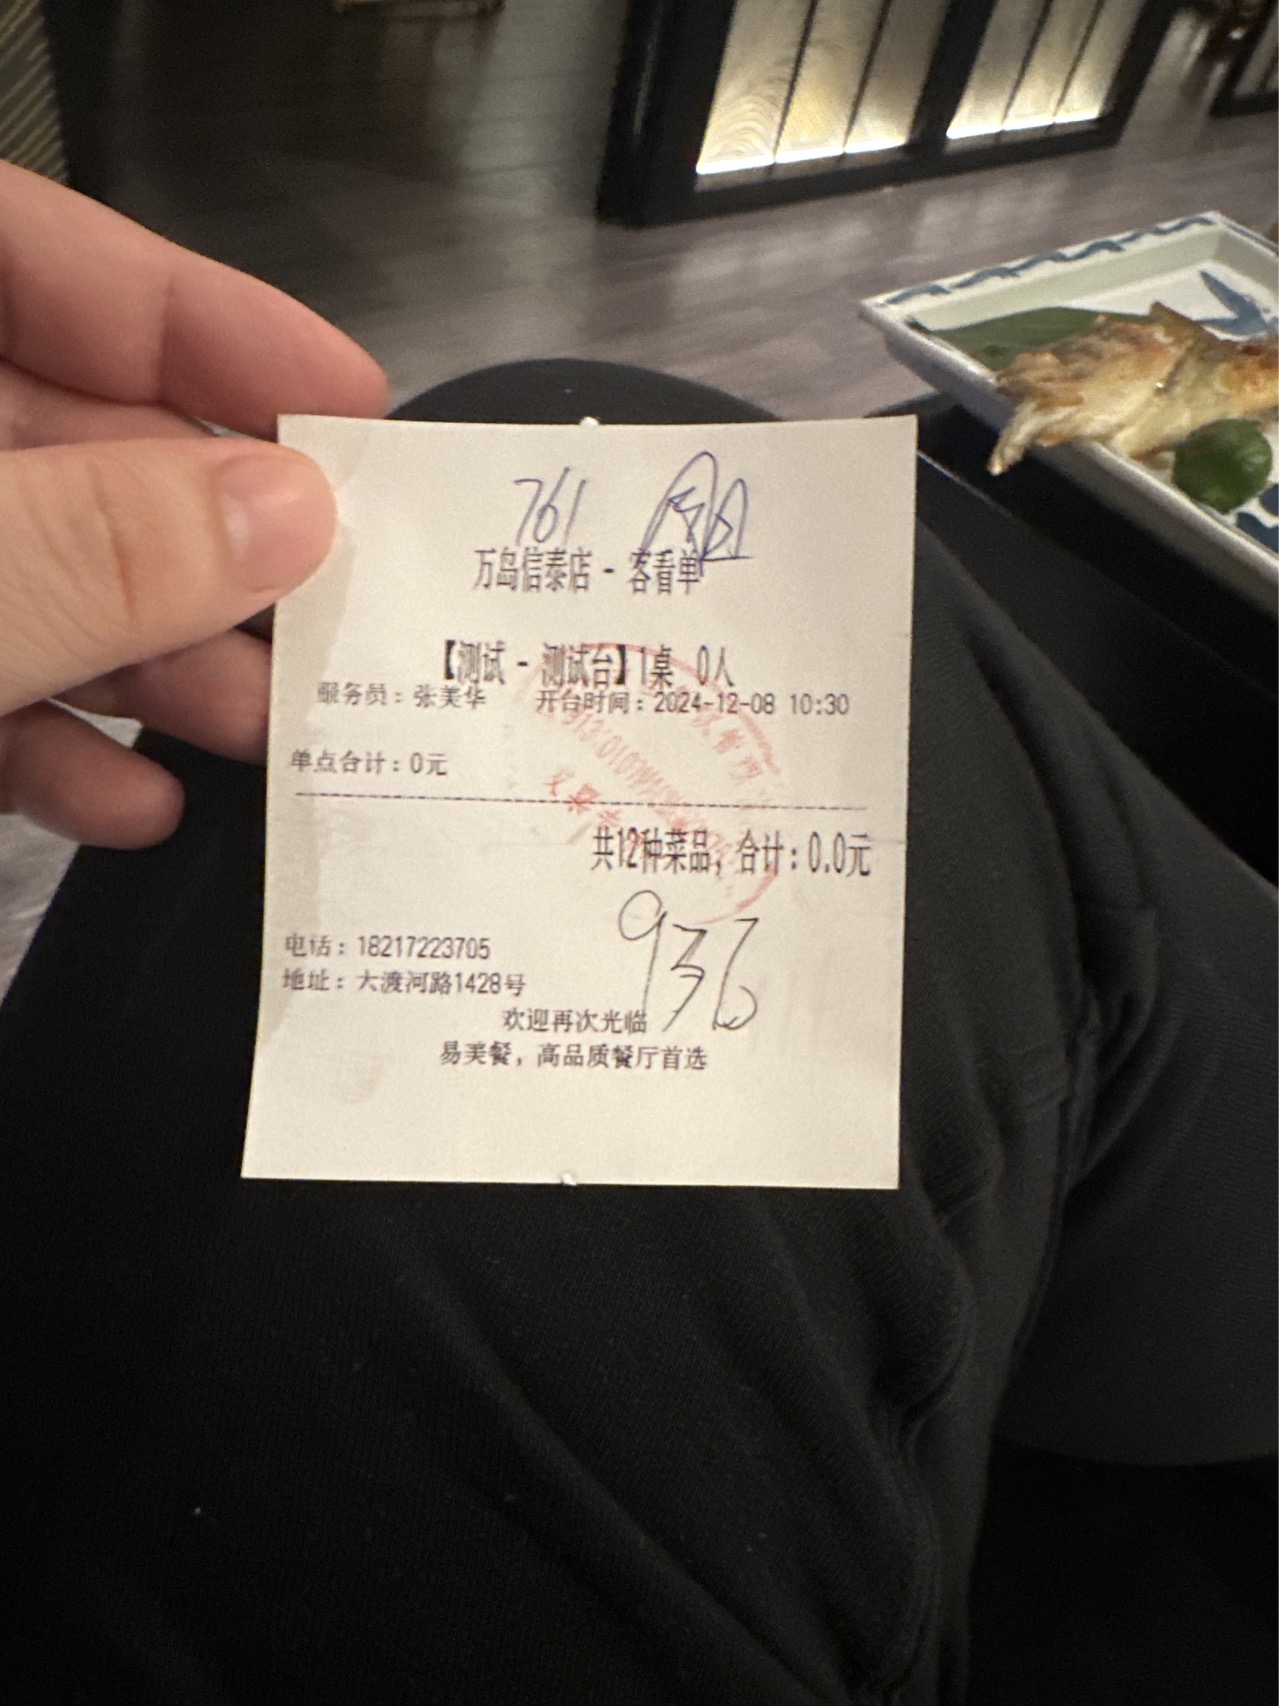 761
万岛信泰店 - 客看单
【测试 - 测试台】1桌 0人
服务员：张美华 开台时间：2024-12-08 10:30
单点合计：0元
共12种菜品，合计：0.0元
936
电话：18217223705
地址：大渡河路1428号
欢迎再次光临
易美餐，高品质餐厅首选